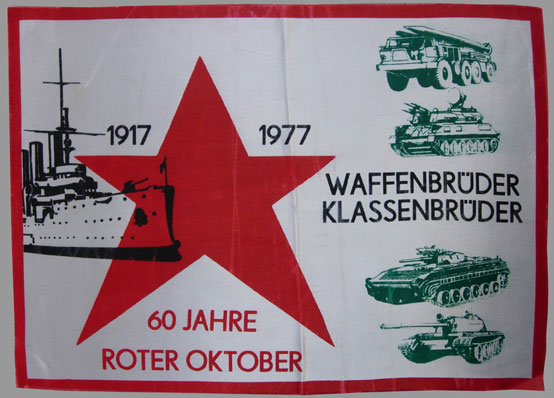 1917 1977
WAFFENBRÜDER
KLASSENBRÜDER
60 JAHRE
ROTER OKTOBER